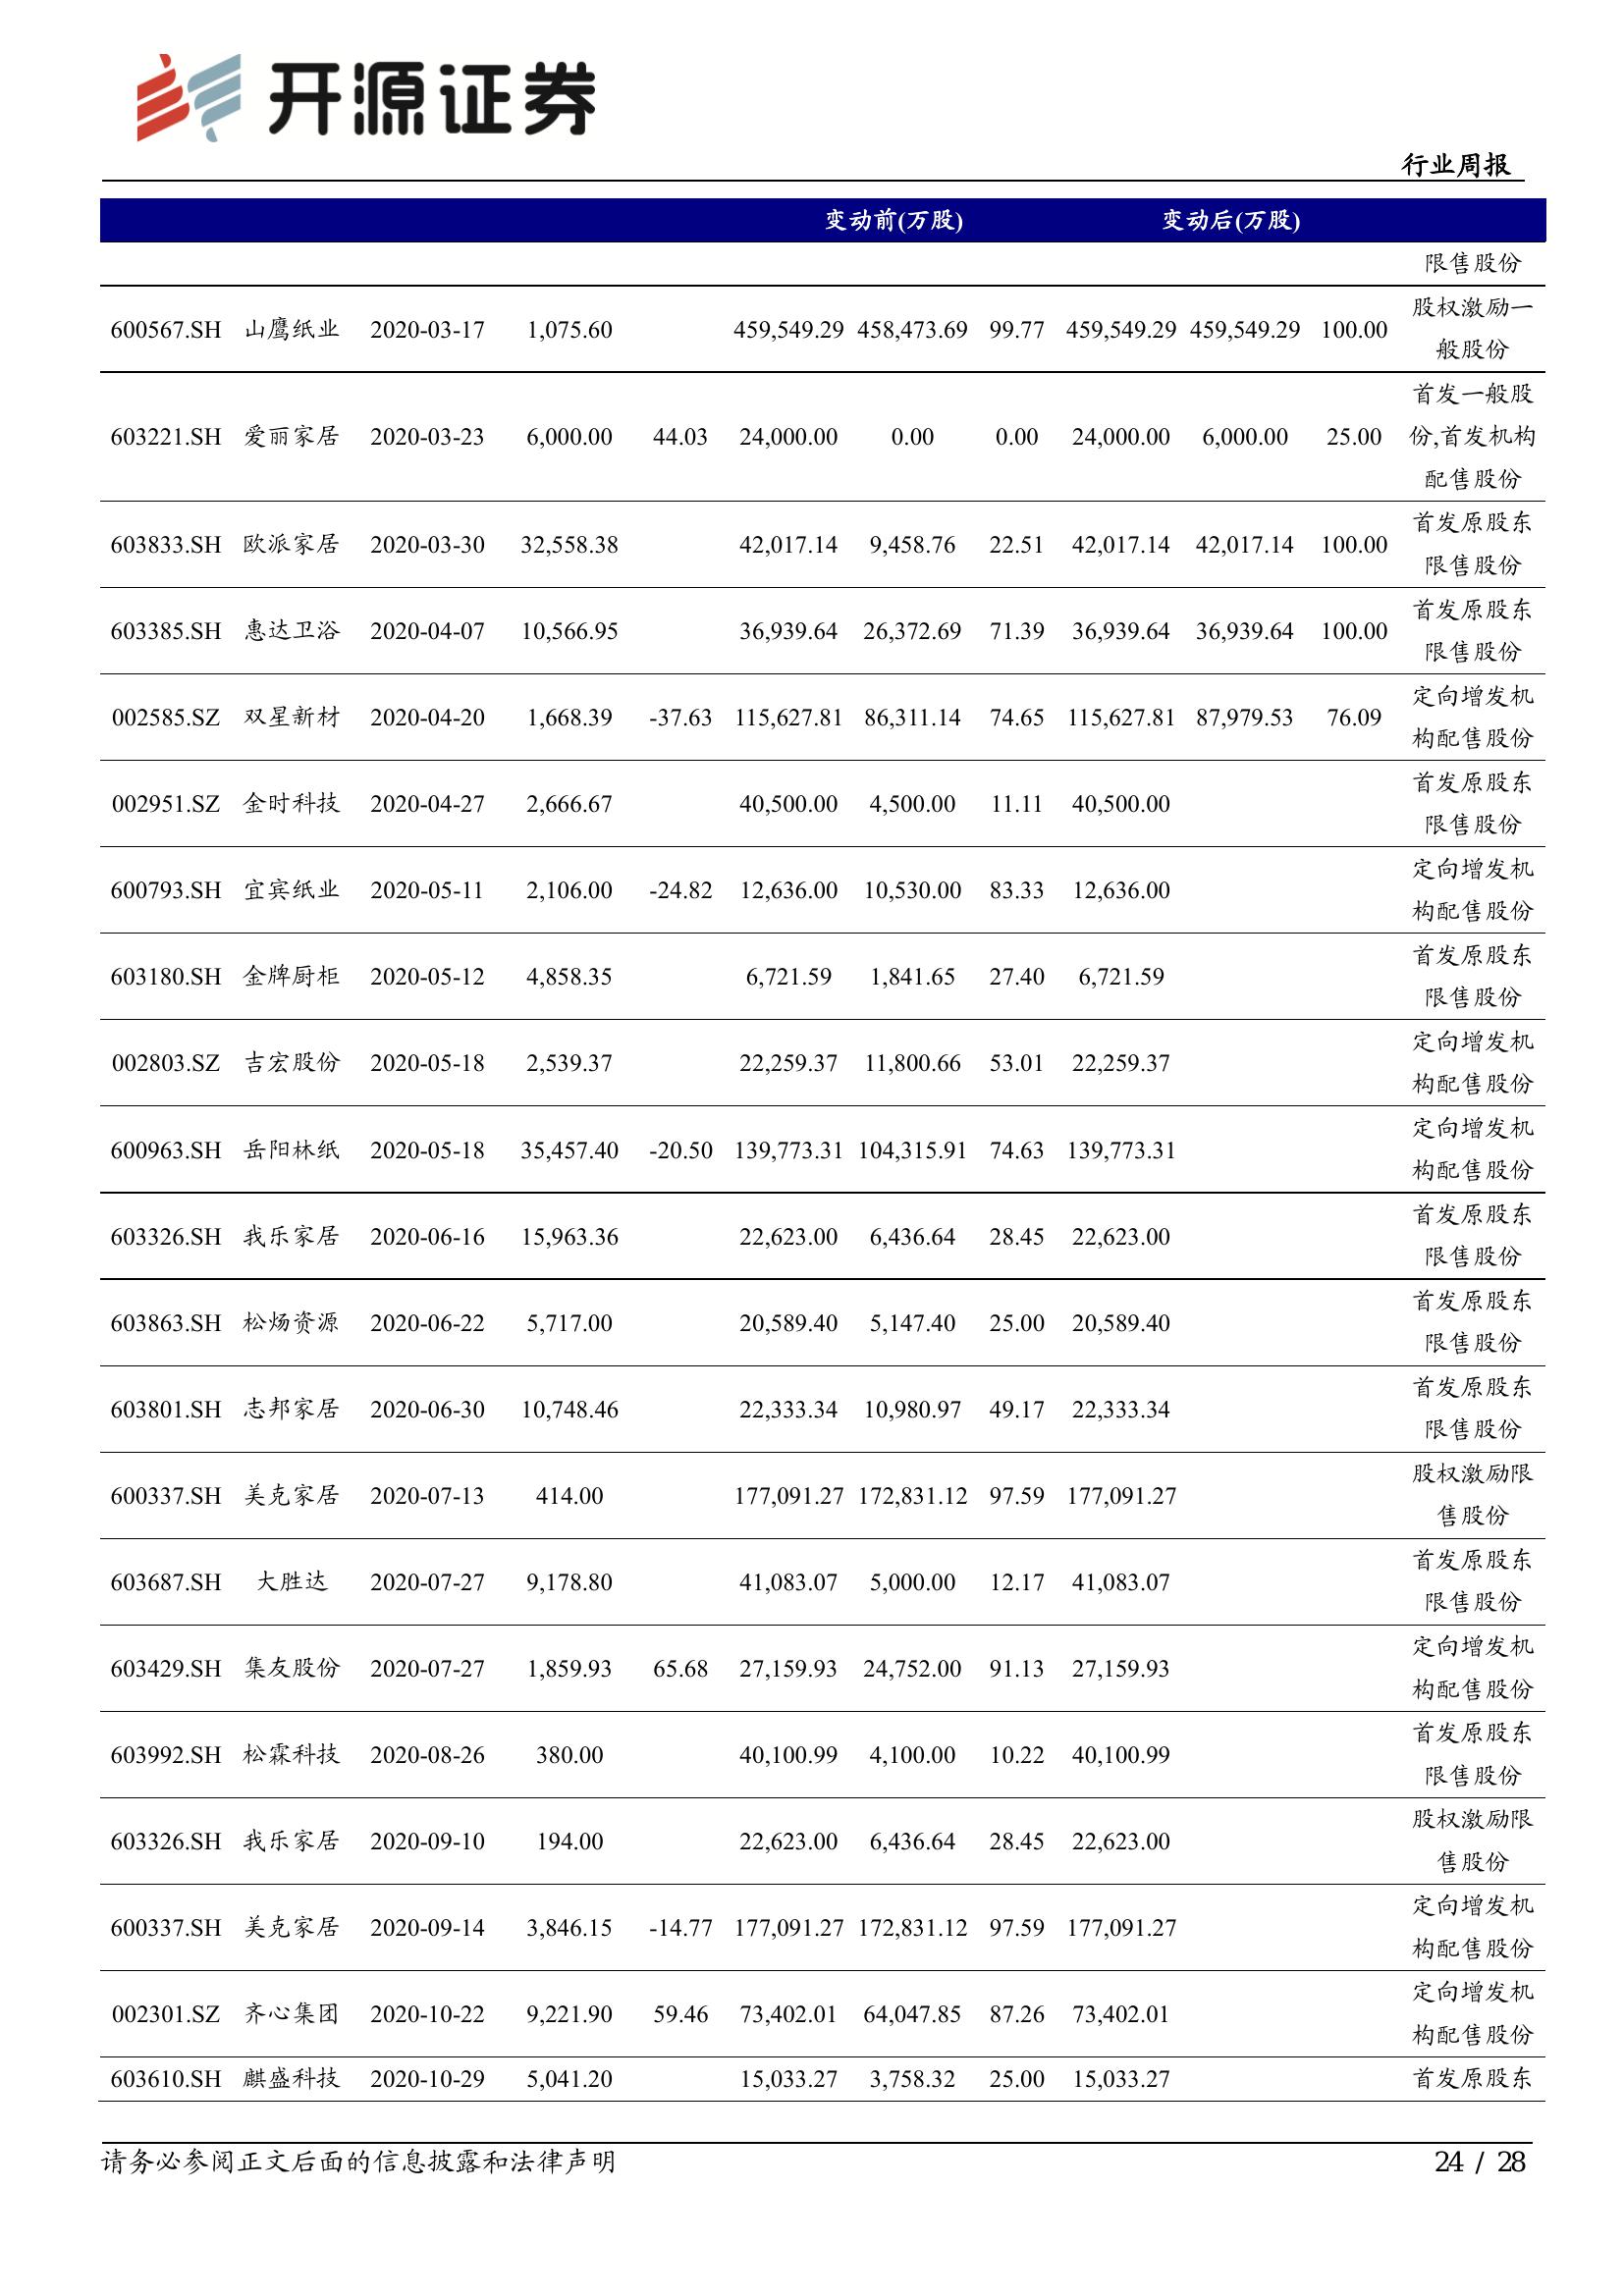 开源证券
行业周报
变动前(万股) 变动后(万股)
限售股份
600567.SH 山鹰纸业 2020-03-17 1,075.60 459,549.29 458,473.69 99.77 459,549.29 459,549.29 100.00 股权激励一
般股份
603221.SH 爱丽家居 2020-03-23 6,000.00 44.03 24,000.00 0.00 0.00 24,000.00 6,000.00 25.00 首发一般股
份,首发机构
配售股份
603833.SH 欧派家居 2020-03-30 32,558.38 42,017.14 9,458.76 22.51 42,017.14 42,017.14 100.00 首发原股东
限售股份
603385.SH 惠达卫浴 2020-04-07 10,566.95 36,939.64 26,372.69 71.39 36,939.64 36,939.64 100.00 首发原股东
限售股份
002585.SZ 双星新材 2020-04-20 1,668.39 -37.63 115,627.81 86,311.14 74.65 115,627.81 87,979.53 76.09 定向增发机
构配售股份
002951.SZ 金时科技 2020-04-27 2,666.67 40,500.00 4,500.00 11.11 40,500.00 首发原股东
限售股份
600793.SH 宜宾纸业 2020-05-11 2,106.00 -24.82 12,636.00 10,530.00 83.33 12,636.00 定向增发机
构配售股份
603180.SH 金牌厨柜 2020-05-12 4,858.35 6,721.59 1,841.65 27.40 6,721.59 首发原股东
限售股份
002803.SZ 吉宏股份 2020-05-18 2,539.37 22,259.37 11,800.66 53.01 22,259.37 定向增发机
构配售股份
600963.SH 岳阳林纸 2020-05-18 35,457.40 -20.50 139,773.31 104,315.91 74.63 139,773.31 定向增发机
构配售股份
603326.SH 我乐家居 2020-06-16 15,963.36 22,623.00 6,436.64 28.45 22,623.00 首发原股东
限售股份
603863.SH 松炀资源 2020-06-22 5,717.00 20,589.40 5,147.40 25.00 20,589.40 首发原股东
限售股份
603801.SH 志邦家居 2020-06-30 10,748.46 22,333.34 10,980.97 49.17 22,333.34 首发原股东
限售股份
600337.SH 美克家居 2020-07-13 414.00 177,091.27 172,831.12 97.59 177,091.27 股权激励限
售股份
603687.SH 大胜达 2020-07-27 9,178.80 41,083.07 5,000.00 12.17 41,083.07 首发原股东
限售股份
603429.SH 集友股份 2020-07-27 1,859.93 65.68 27,159.93 24,752.00 91.13 27,159.93 定向增发机
构配售股份
603992.SH 松霖科技 2020-08-26 380.00 40,100.99 4,100.00 10.22 40,100.99 首发原股东
限售股份
603326.SH 我乐家居 2020-09-10 194.00 22,623.00 6,436.64 28.45 22,623.00 股权激励限
售股份
600337.SH 美克家居 2020-09-14 3,846.15 -14.77 177,091.27 172,831.12 97.59 177,091.27 定向增发机
构配售股份
002301.SZ 齐心集团 2020-10-22 9,221.90 59.46 73,402.01 64,047.85 87.26 73,402.01 定向增发机
构配售股份
603610.SH 麒盛科技 2020-10-29 5,041.20 15,033.27 3,758.32 25.00 15,033.27 首发原股东
请务必参阅正文后面的信息披露和法律声明 24 / 28